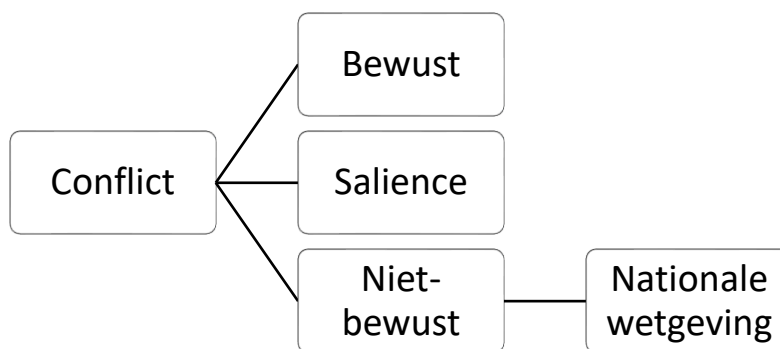 Bewust
Conflict
Salience
Niet-
bewust
Nationale
wetgeving